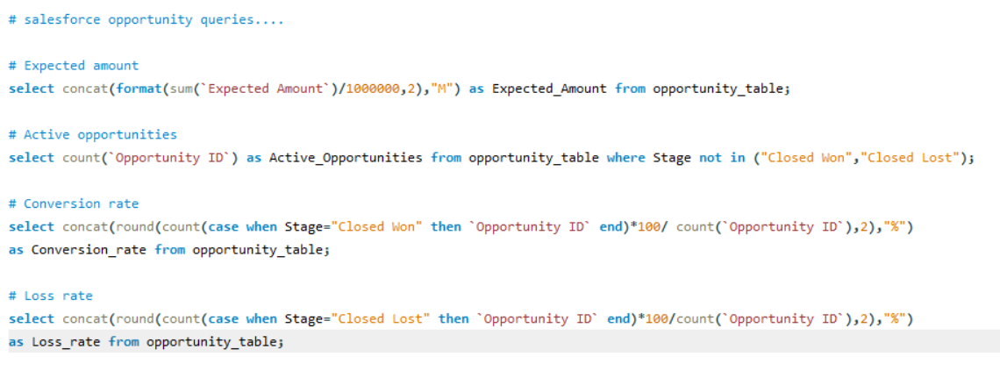 # salesforce opportunity queries....
# Expected amount
select concat(format(sum(`Expected Amount`)/1000000,2),"M") as Expected_Amount from opportunity_table;
# Active opportunities
select count(`Opportunity ID`) as Active_Opportunities from opportunity_table where Stage not in ("Closed Won","Closed Lost");
# Conversion rate
select concat(round(count(case when Stage="Closed Won" then `Opportunity ID` end)*100/ count(`Opportunity ID`),2),"%")
as Conversion_rate from opportunity_table;
# Loss rate
select concat(round(count(case when Stage="Closed Lost" then `Opportunity ID` end)*100/count(`Opportunity ID`),2),"%")
as Loss_rate from opportunity_table;